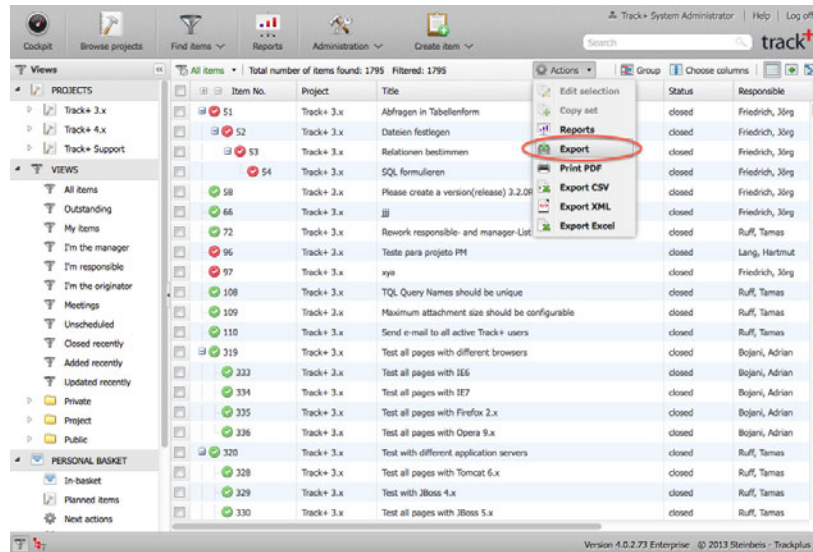 Track+ System Administrator | Help | Log off
Cockpit Browse projects Find items Reports Administration Create item Search track+
Views All items Total number of items found: 1795 Filtered: 1795 Actions Group Choose columns
PROJECTS Item No. Project Title Edit selection Status Responsible
Track+ 3.x 51 Track+ 3.x Abfragen in Tabellenform Copy set closed Friedrich, Jörg
Track+ 4.x 52 Track+ 3.x Dateien festlegen Reports closed Friedrich, Jörg
Track+ Support 53 Track+ 3.x Relationen bestimmen Export closed Friedrich, Jörg
VIEWS 54 Track+ 3.x SQL formulieren Print PDF closed Friedrich, Jörg
All items 58 Track+ 3.x Please create a version(release) 3.2.0 Export CSV closed Friedrich, Jörg
Outstanding 66 Track+ 3.x jjj Export XML closed Friedrich, Jörg
My items 72 Track+ 3.x Rework responsible- and manager-List Export Excel closed Ruff, Tamas
I'm the manager 96 Track+ 3.x Teste para projeto PM closed Lang, Hartmut
I'm responsible 97 Track+ 3.x xya closed Friedrich, Jörg
I'm the originator 108 Track+ 3.x TQL Query Names should be unique closed Ruff, Tamas
Meetings 109 Track+ 3.x Maximum attachment size should be configurable closed Ruff, Tamas
Unscheduled 110 Track+ 3.x Send e-mail to all active Track+ users closed Ruff, Tamas
Closed recently 319 Track+ 3.x Test all pages with different browsers closed Bojani, Adrian
Added recently 333 Track+ 3.x Test all pages with IE6 closed Bojani, Adrian
Updated recently 334 Track+ 3.x Test all pages with IE7 closed Bojani, Adrian
Private 335 Track+ 3.x Test all pages with Firefox 2.x closed Bojani, Adrian
Project 336 Track+ 3.x Test all pages with Opera 9.x closed Bojani, Adrian
Public 320 Track+ 3.x Test with different application servers closed Ruff, Tamas
PERSONAL BASKET 328 Track+ 3.x Test all pages with Tomcat 6.x closed Ruff, Tamas
In-basket 329 Track+ 3.x Test with JBoss 4.x closed Ruff, Tamas
Planned items 330 Track+ 3.x Test all pages with JBoss 5.x closed Ruff, Tamas
Next actions
Version 4.0.2.73 Enterprise © 2013 Steinbeis - Trackplus